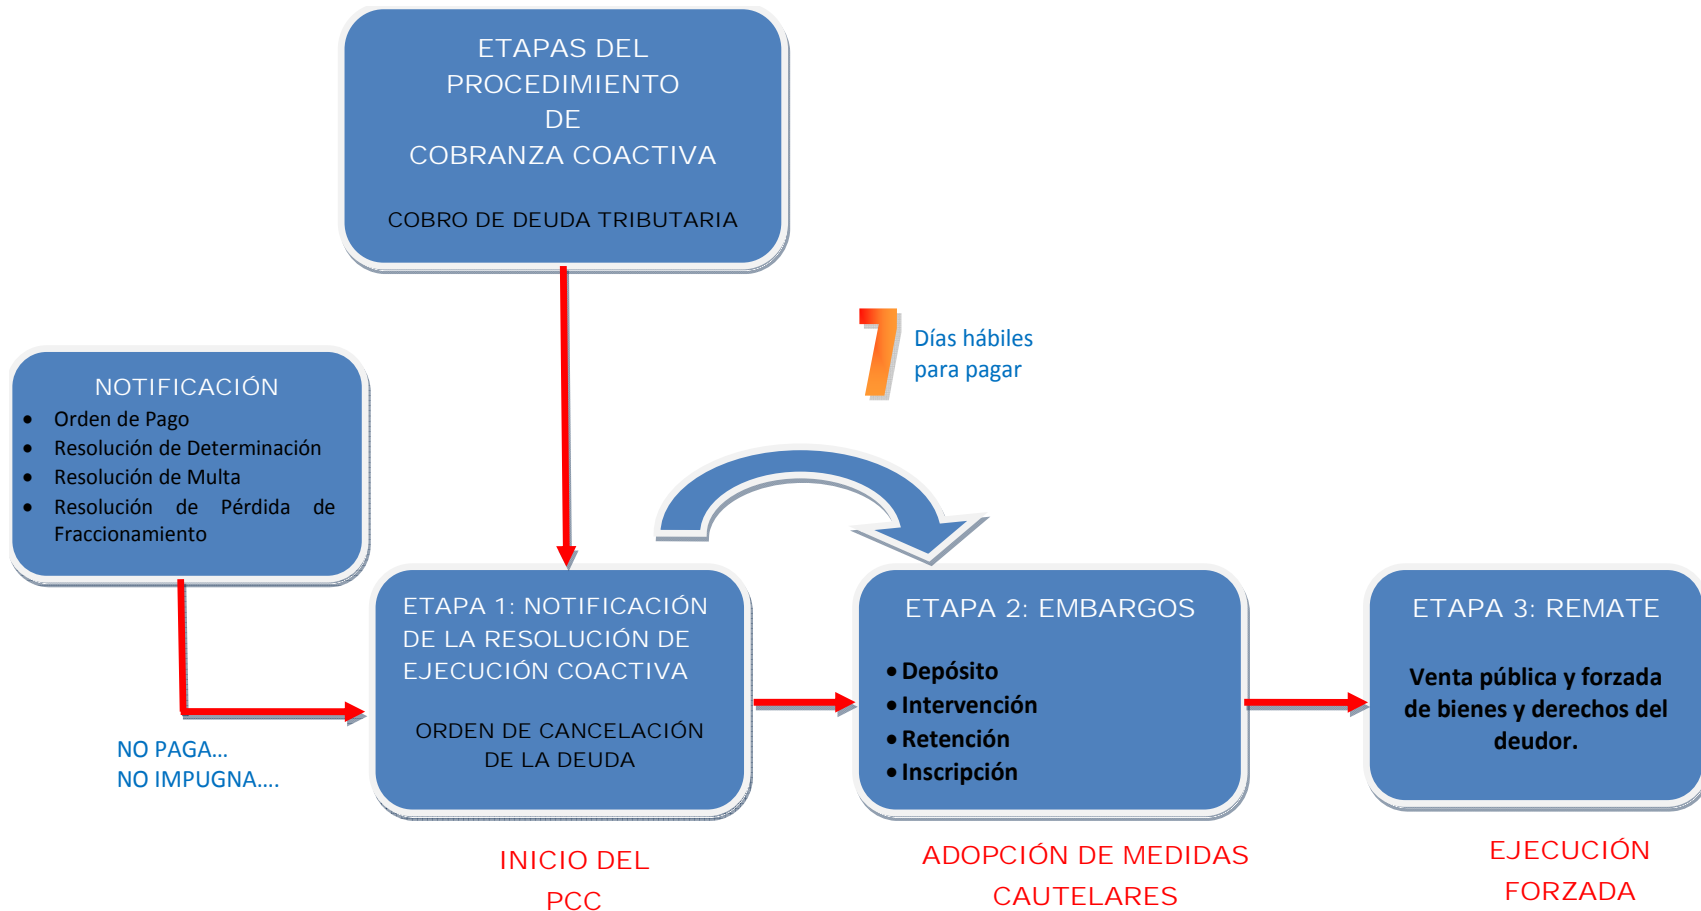 ETAPAS DEL
PROCEDIMIENTO
DE
COBRANZA COACTIVA
COBRO DE DEUDA TRIBUTARIA
7
Días hábiles
para pagar
NOTIFICACIÓN
• Orden de Pago
• Resolución de Determinación
• Resolución de Multa
• Resolución de Pérdida de
Fraccionamiento
NO PAGA...
NO IMPUGNA....
ETAPA 1: NOTIFICACIÓN
DE LA RESOLUCIÓN DE
EJECUCIÓN COACTIVA
ORDEN DE CANCELACIÓN
DE LA DEUDA
INICIO DEL
PCC
ETAPA 2: EMBARGOS
• Depósito
• Intervención
• Retención
• Inscripción
ADOPCIÓN DE MEDIDAS
CAUTELARES
ETAPA 3: REMATE
Venta pública y forzada
de bienes y derechos del
deudor.
EJECUCIÓN
FORZADA